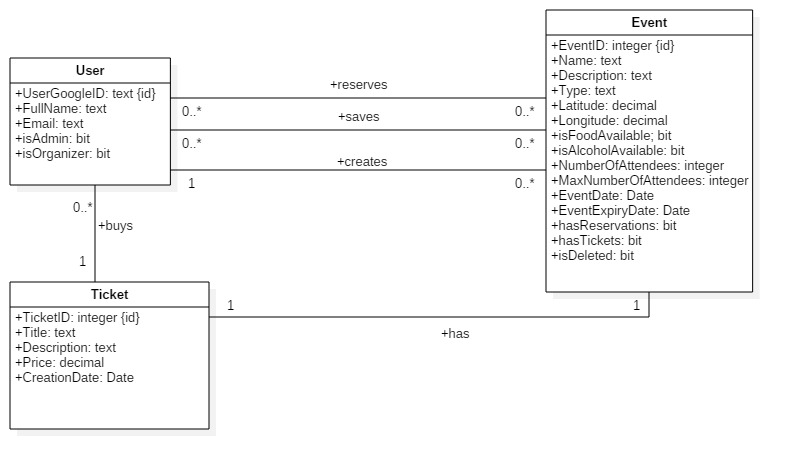 User
+UserGoogleID: text {id}
+FullName: text
+Email: text
+isAdmin: bit
+isOrganizer: bit
+reserves
0..*
0..*
+saves
0..*
0..*
+creates
1
0..*
Event
+EventID: integer {id}
+Name: text
+Description: text
+Type: text
+Latitude: decimal
+Longitude: decimal
+isFoodAvailable; bit
+isAlcoholAvailable: bit
+NumberOfAttendees: integer
+MaxNumberOfAttendees: integer
+EventDate: Date
+EventExpiryDate: Date
+hasReservations: bit
+hasTickets: bit
+isDeleted: bit
0..*
+buys
1
Ticket
+TicketID: integer {id}
+Title: text
+Description: text
+Price: decimal
+CreationDate: Date
1
1
+has